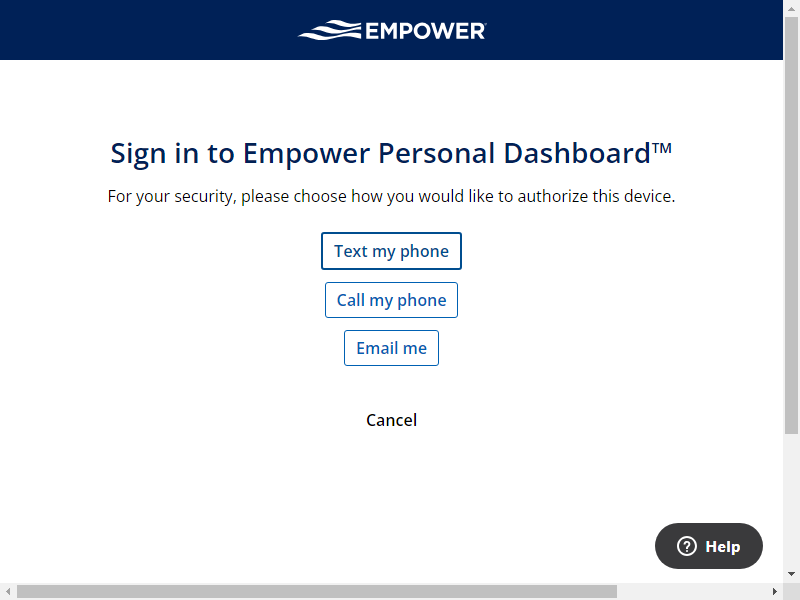 EMPOWER
Sign in to Empower Personal Dashboard™
For your security, please choose how you would like to authorize this device.
Text my phone
Call my phone
Email me
Cancel
Help